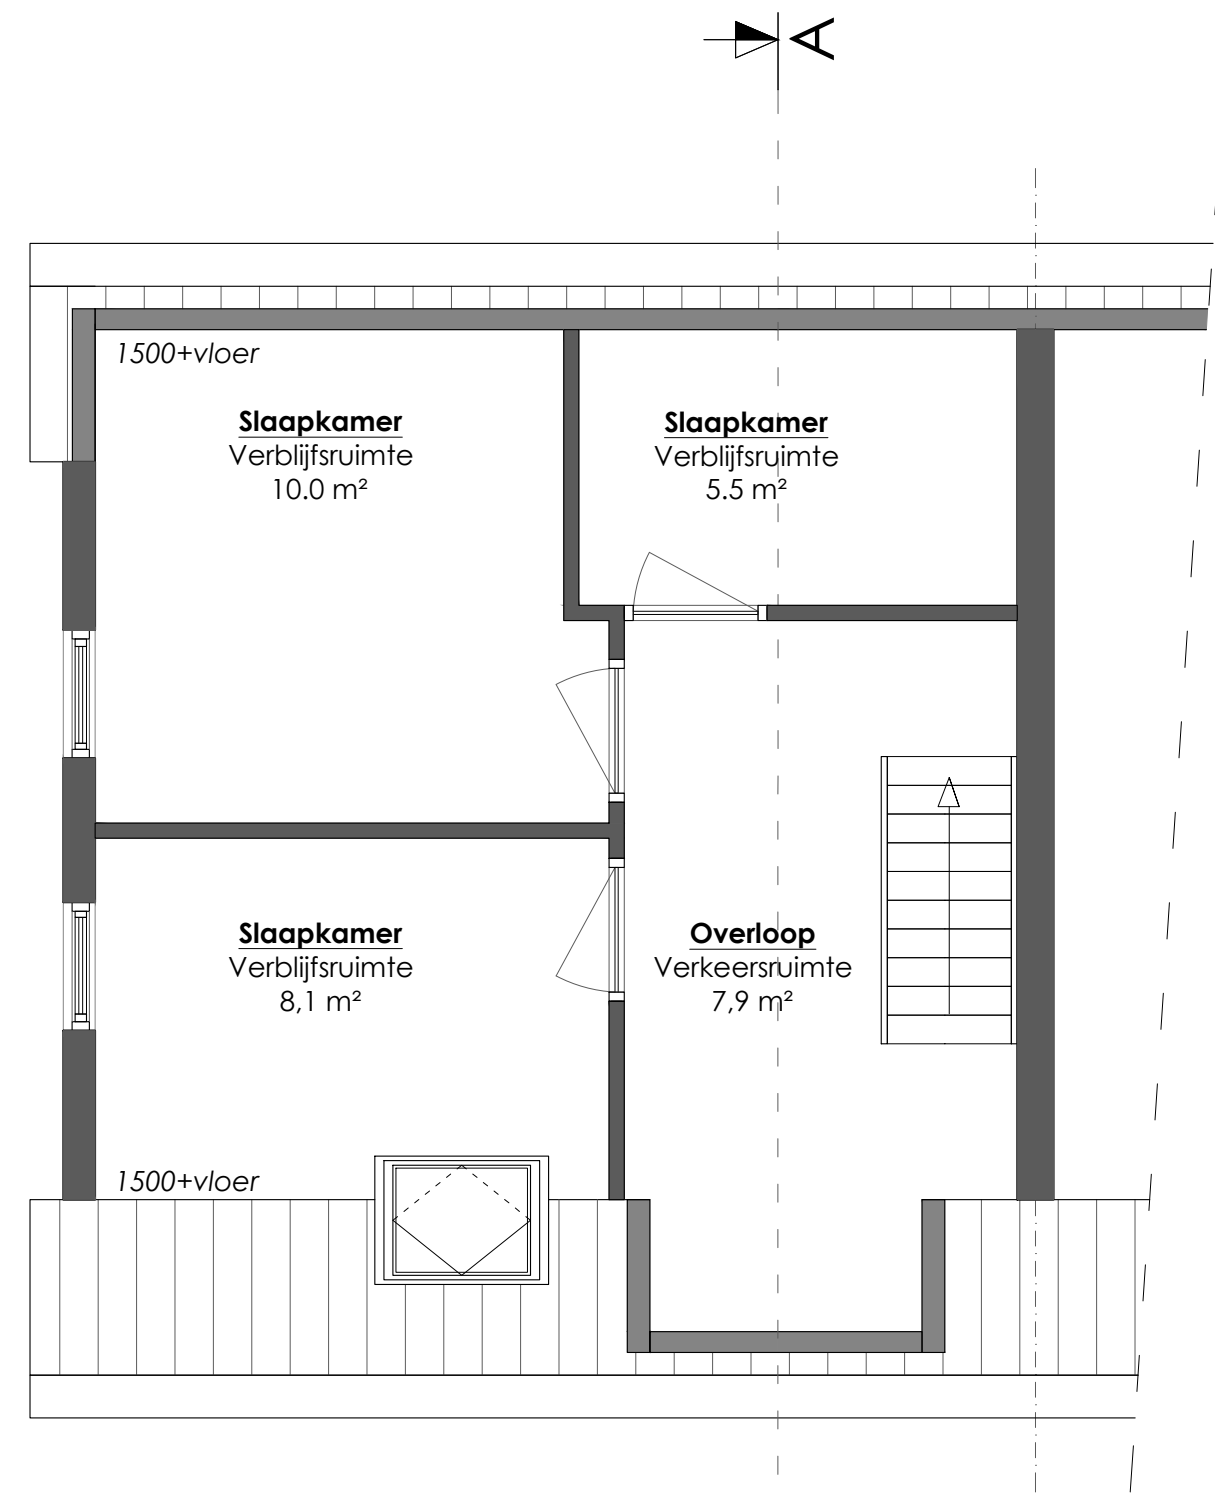 A
1500+vloer
Slaapkamer
Verblijfsruimte
10.0 m²
Slaapkamer
Verblijfsruimte
5.5 m²
Slaapkamer
Verblijfsruimte
8,1 m²
Overloop
Verkeersruimte
7,9 m²
1500+vloer